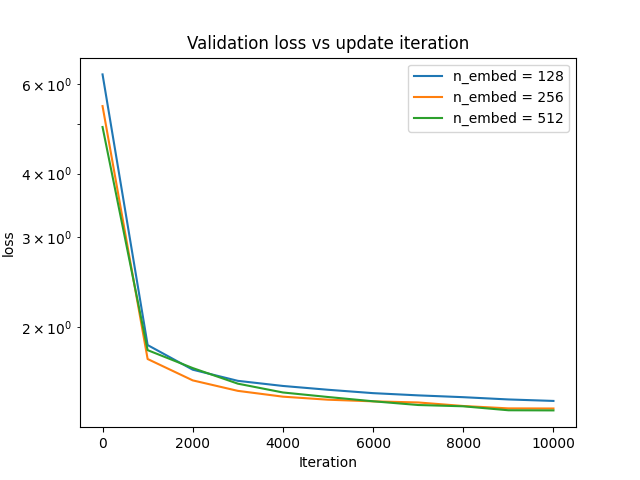 Validation loss vs update iteration
n_embed = 128
n_embed = 256
n_embed = 512
6 × 10⁰
4 × 10⁰
3 × 10⁰
2 × 10⁰
loss
0 2000 4000 6000 8000 10000
Iteration